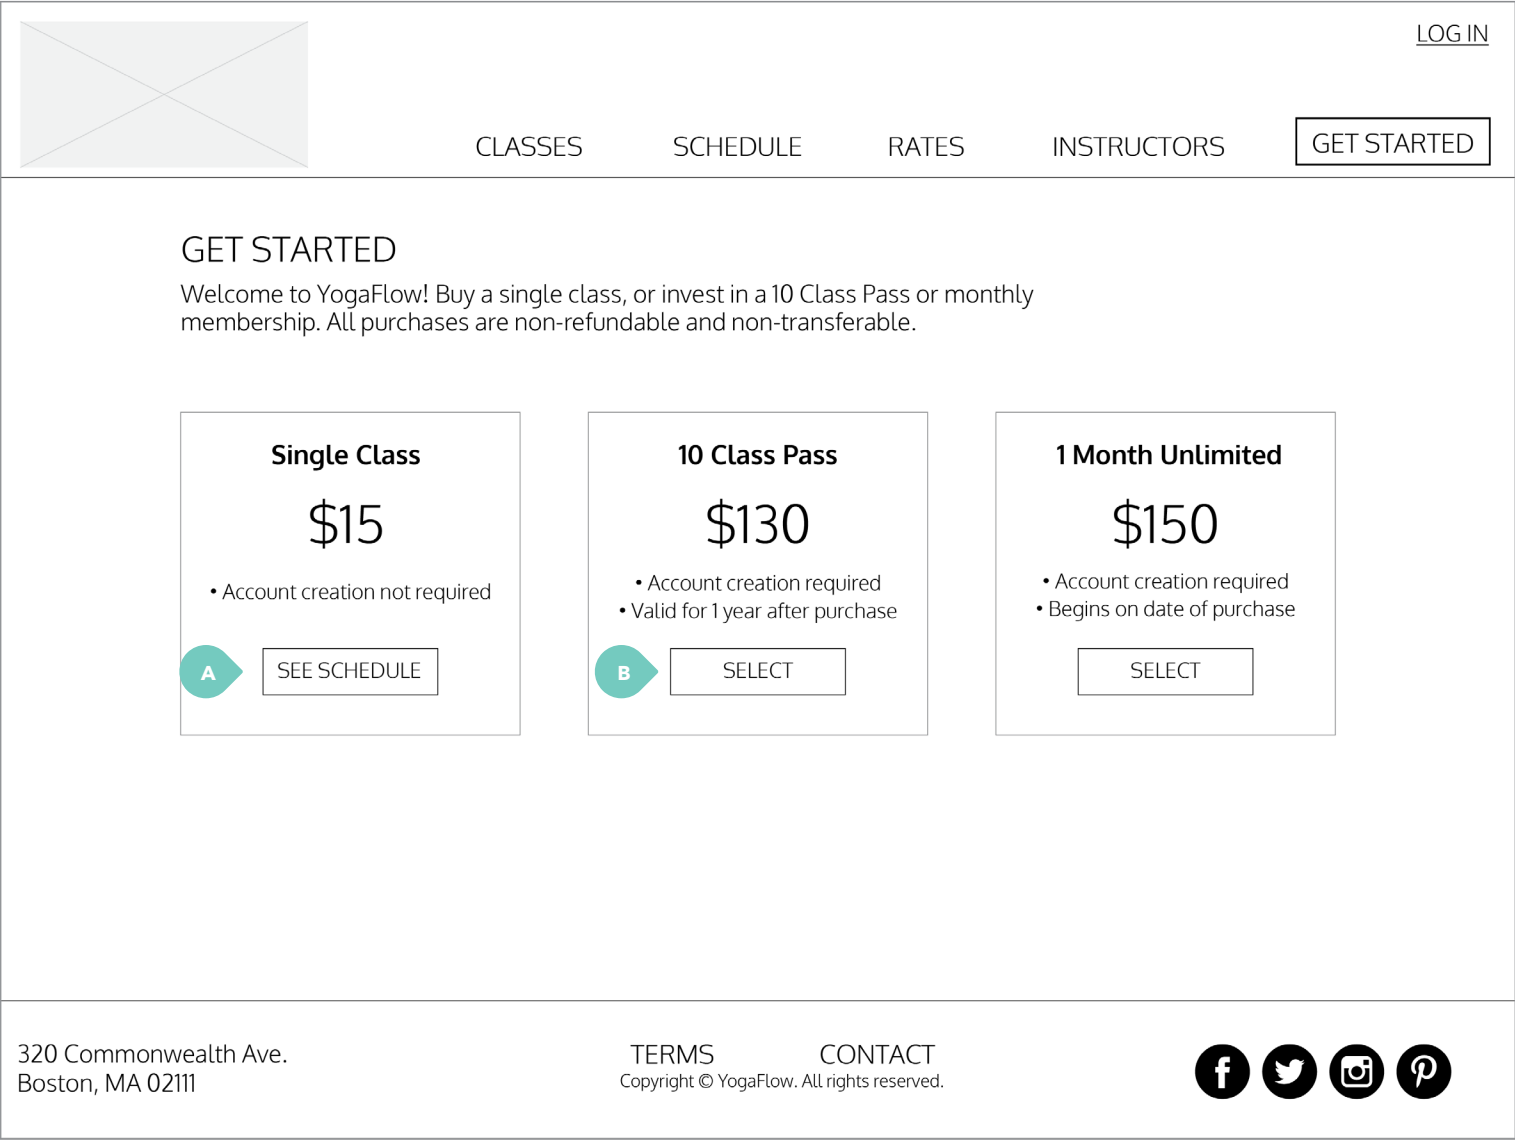 LOG IN
CLASSES SCHEDULE RATES INSTRUCTORS GET STARTED
GET STARTED
Welcome to YogaFlow! Buy a single class, or invest in a 10 Class Pass or monthly
membership. All purchases are non-refundable and non-transferable.
Single Class
$15
• Account creation not required
A
SEE SCHEDULE
10 Class Pass
$130
• Account creation required
• Valid for 1 year after purchase
B
SELECT
1 Month Unlimited
$150
• Account creation required
• Begins on date of purchase
SELECT
320 Commonwealth Ave.
Boston, MA 02111
TERMS CONTACT
Copyright © YogaFlow. All rights reserved.